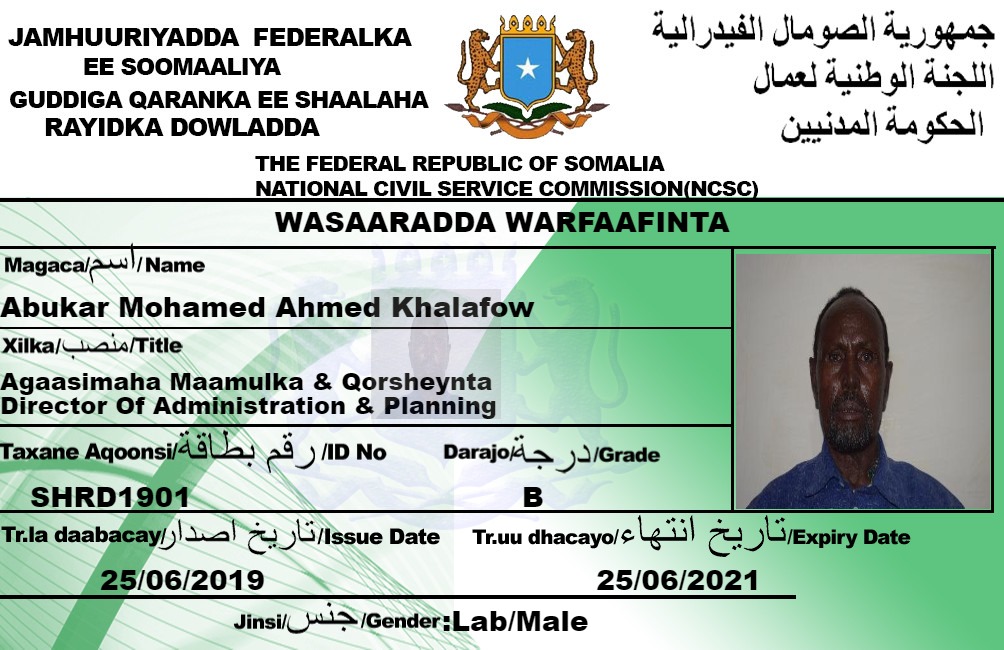 JAMHUURIYADDA FEDERALKA
EE SOOMAALIYA
GUDDIGA QARANKA EE SHAALAHA
RAYIDKA DOWLADDA
جمهورية الصومال الفيدرالية
اللجنة الوطنية لعمال
الحكومة المدنيين
THE FEDERAL REPUBLIC OF SOMALIA
NATIONAL CIVIL SERVICE COMMISSION(NCSC)
WASAARADDA WARFAAFINTA
Magaca/اسم/Name
Abukar Mohamed Ahmed Khalafow
Xilka/منصب/Title
Agaasimaha Maamulka & Qorsheynta
Director Of Administration & Planning
Taxane Aqoonsi/رقم بطاقة/ID No
SHRD1901
Darajo/درجة/Grade
B
Tr.la daabacay/تاريخ اصدار/Issue Date
25/06/2019
Tr.uu dhacayo/تاريخ انتهاء/Expiry Date
25/06/2021
Jinsi/جنس/Gender:Lab/Male